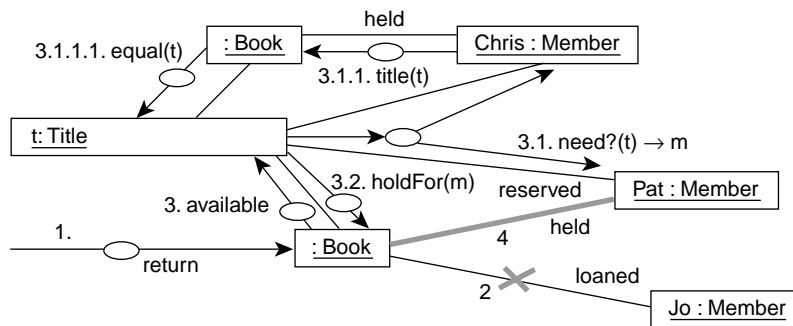 held
3.1.1.1. equal(t)
: Book
Chris : Member
3.1.1. title(t)
t: Title
3.1. need?(t) → m
3.2. holdFor(m)
reserved
Pat : Member
3. available
1.
return
: Book
4
held
2
loaned
Jo : Member